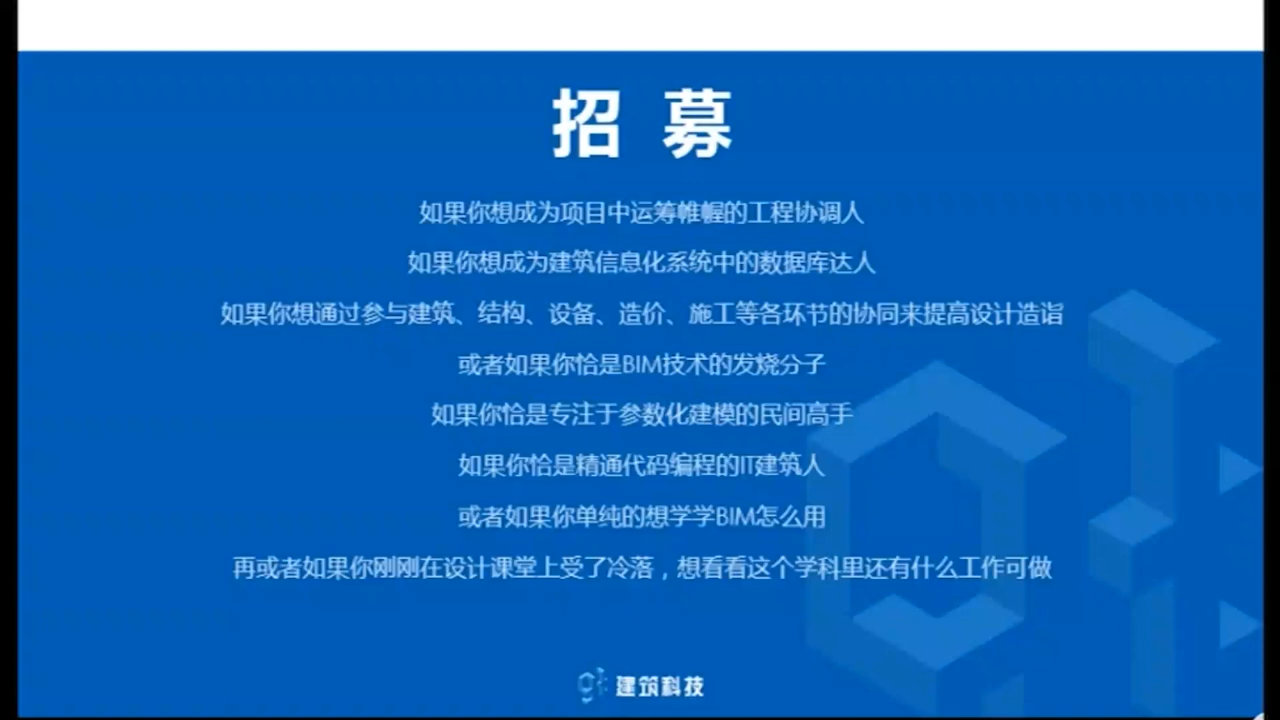 招 募
如果你想成为项目中运筹帷幄的工程协调人
如果你想成为建筑信息化系统中的数据库达人
如果你想通过参与建筑、结构、设备、造价、施工等各环节的协同来提高设计造诣
或者如果你恰是BIM技术的发烧分子
如果你恰是专注于参数化建模的民间高手
如果你恰是精通代码编程的IT建筑人
或者如果你单纯的想学学BIM怎么用
再或者如果你刚刚在设计课堂上受了冷落，想看看这个学科里还有什么工作可做
建筑科技